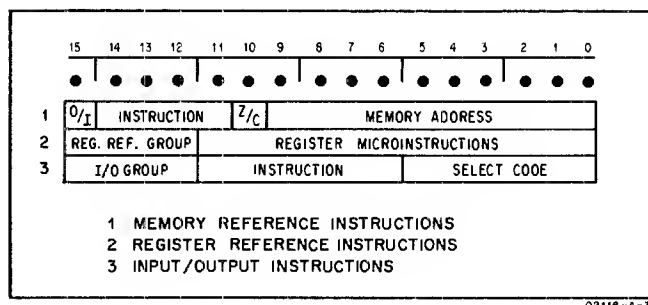 15 14 13 12 11 10 9 8 7 6 5 4 3 2 1 0
1 O/I INSTRUCTION Z/C MEMORY ADDRESS
2 REG. REF. GROUP REGISTER MICROINSTRUCTIONS
3 I/O GROUP INSTRUCTION SELECT CODE
1 MEMORY REFERENCE INSTRUCTIONS
2 REGISTER REFERENCE INSTRUCTIONS
3 INPUT/OUTPUT INSTRUCTIONS